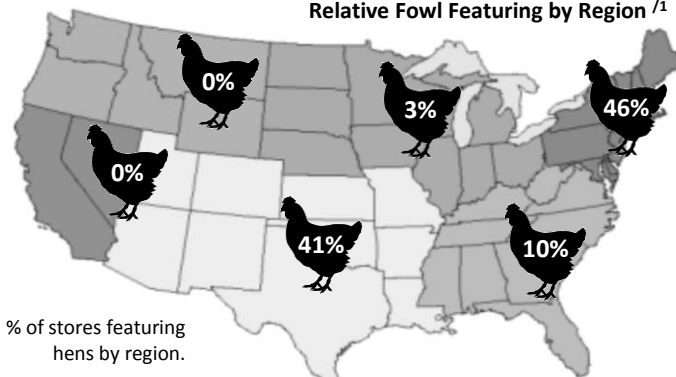 Relative Fowl Featuring by Region /1
0%
3%
46%
0%
41%
10%
% of stores featuring
hens by region.